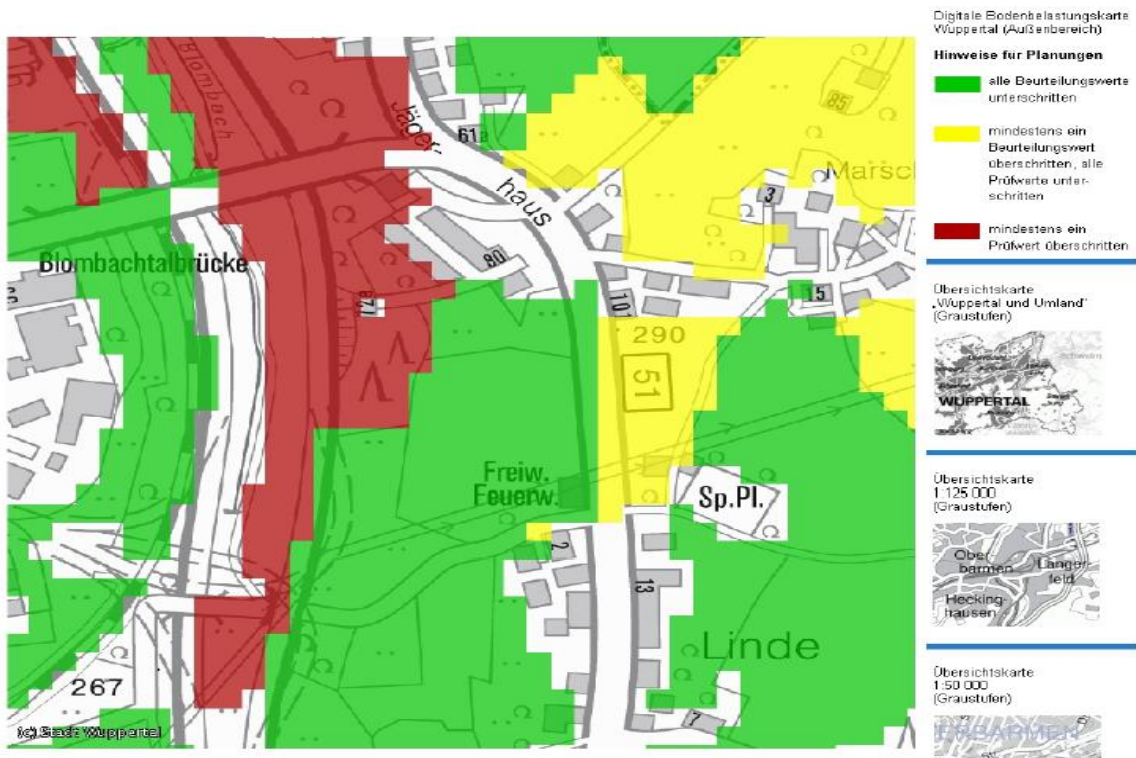 Digitale Bodenbelastungskarte
Wuppertal (Außenbereich)
Hinweise für Planungen
alle Beurteilungswerte
unterschritten
mindestens ein
Beurteilungswert
überschritten, alle
Prüfwerte unter-
schritten
mindestens ein
Prüfwert überschritten
Übersichtskarte
„Wuppertal und Umland"
(Graustufen)
WUPPERTAL
Übersichtskarte
1:125 000
(Graustufen)
Ober
barmen
Langer
feld
Hecking-
hausen
Übersichtskarte
1:50 000
(Graustufen)
ERBARMEN
Blombach
Jäger-
haus
61a
85
Marsc
3
Blombachtalbrücke
80
15
101
290
51
Freiw.
Feuerw.
Sp.Pl.
2
13
Linde
267
7
(c) Stadt Wuppertal